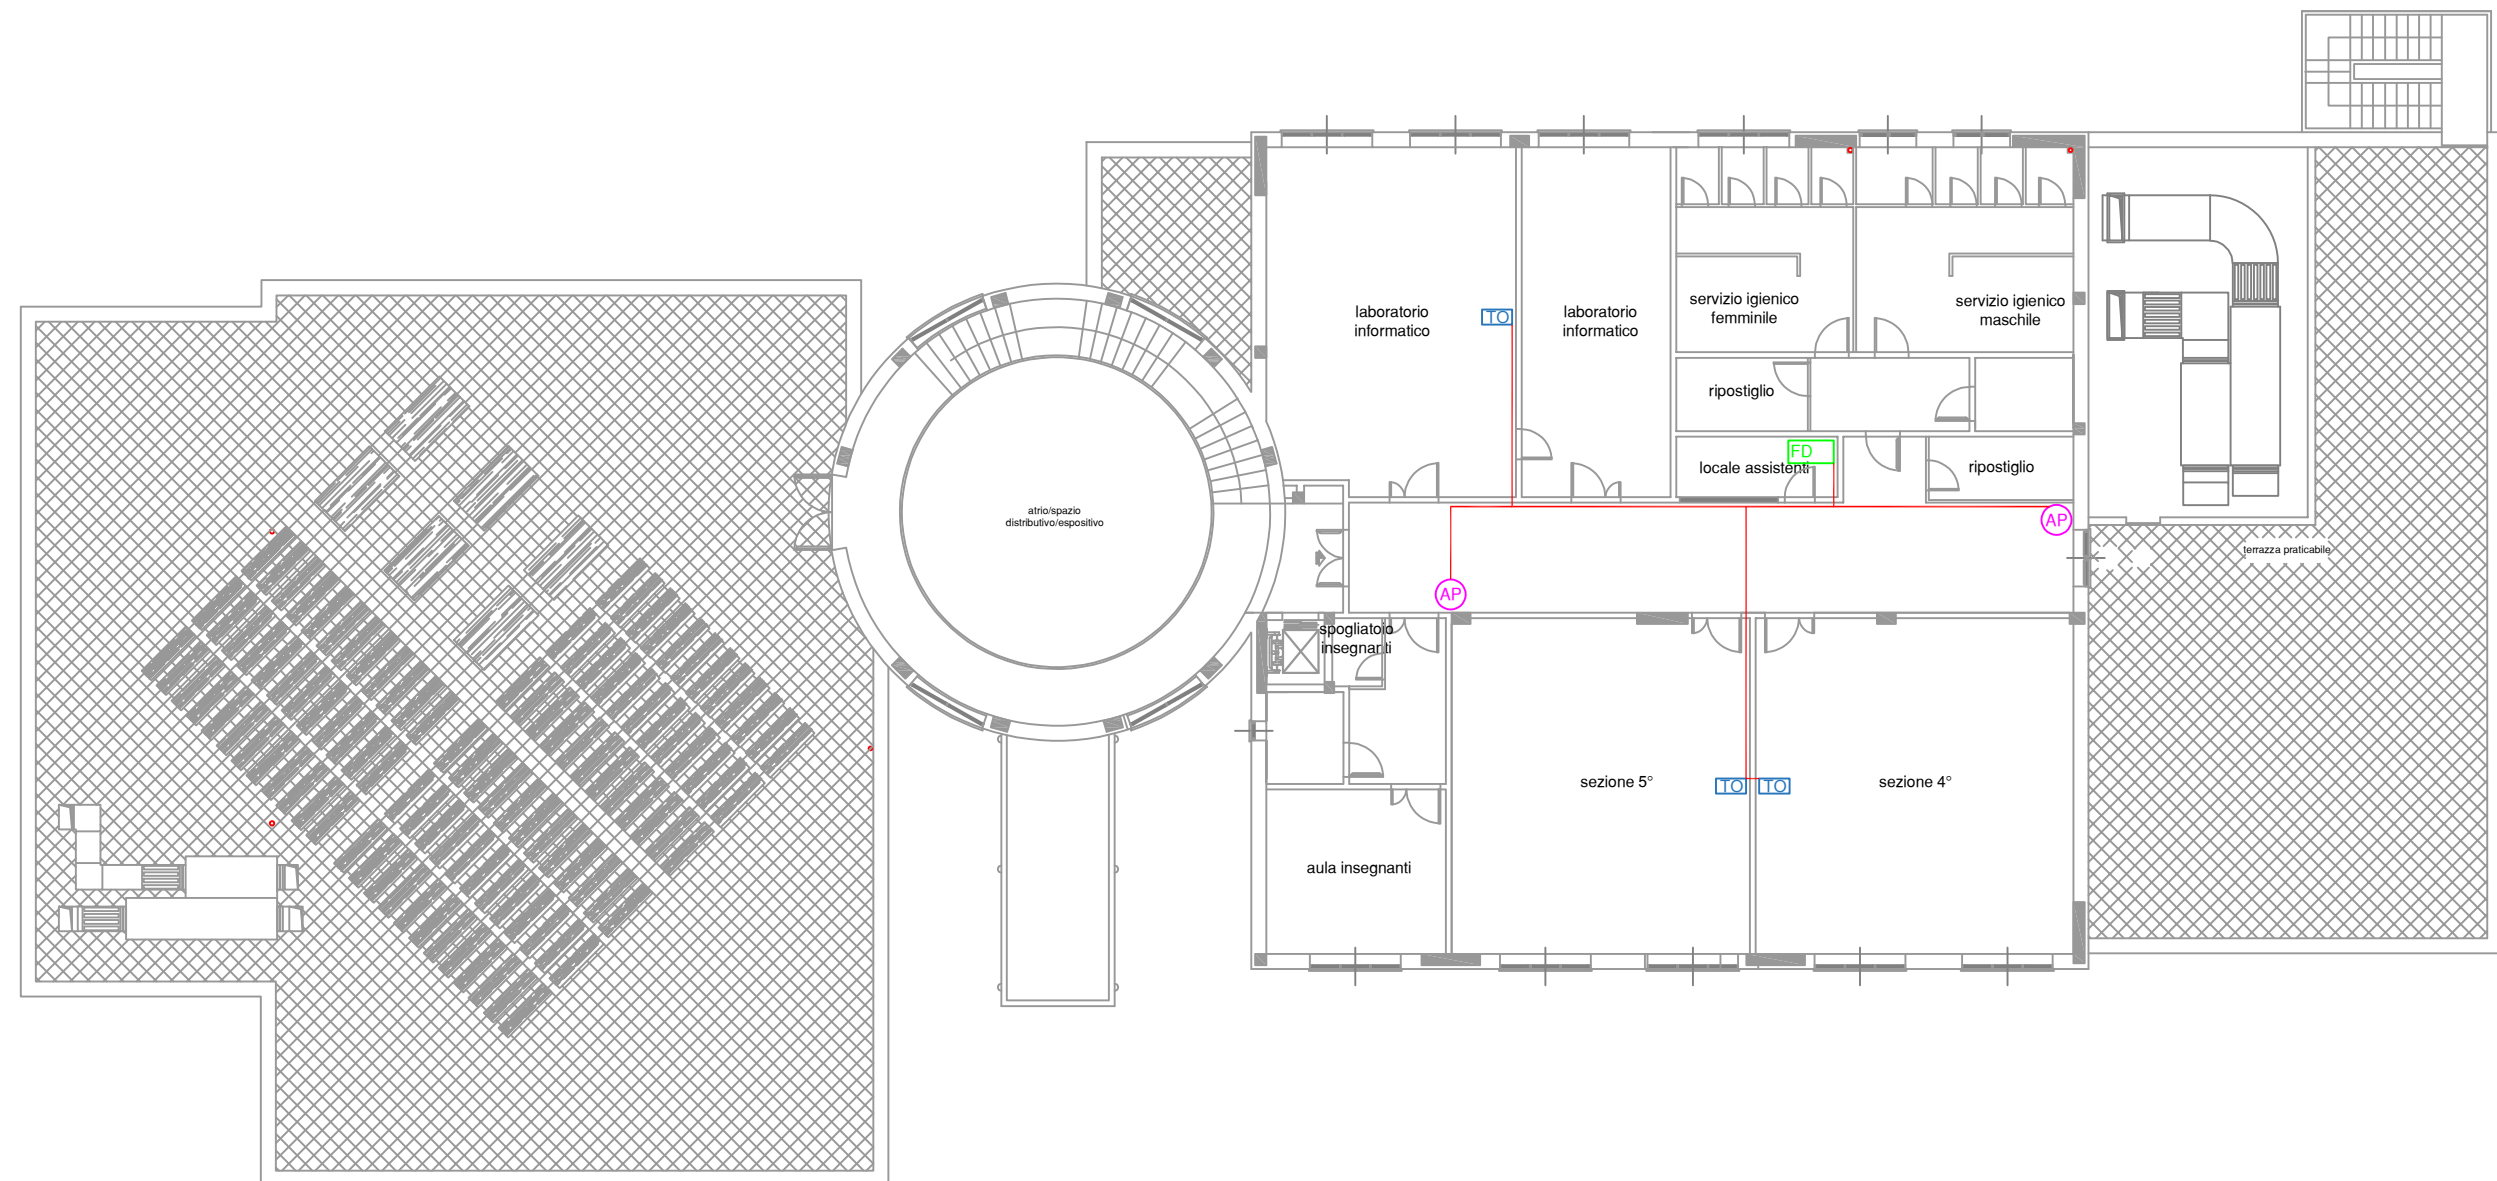 laboratorio
informatico
laboratorio
informatico
servizio igienico
femminile
servizio igienico
maschile
TO
ripostiglio
FD
locale assistenti
ripostiglio
atrio/spazio
distributivo/espositivo
AP
AP
terrazza praticabile
spogliatoio
insegnanti
sezione 5°
TO
TO
sezione 4°
aula insegnanti